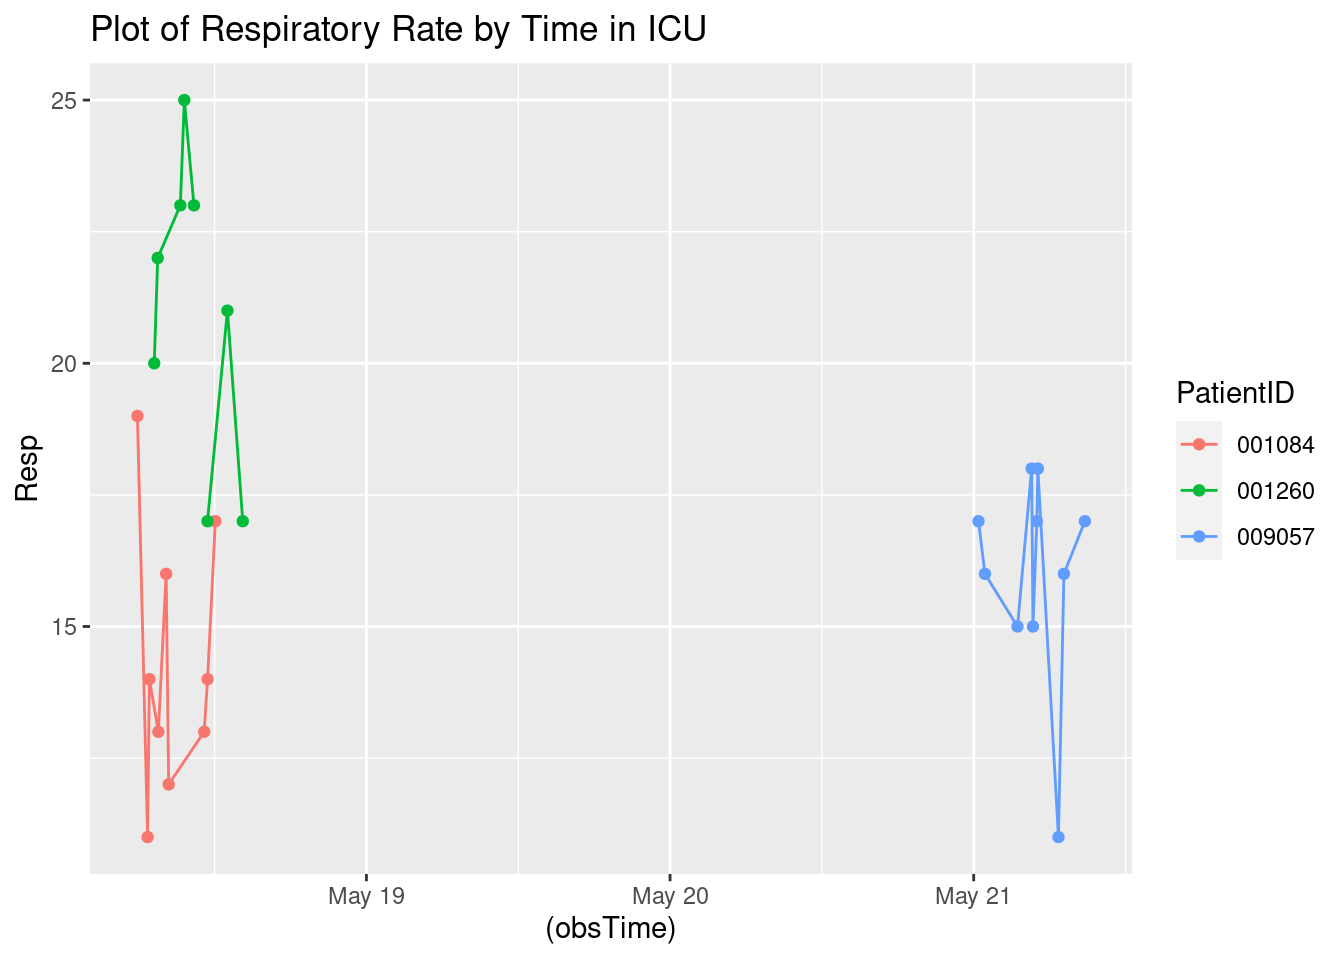 Plot of Respiratory Rate by Time in ICU
25
20
15
Resp
May 19
May 20
May 21
(obsTime)
PatientID
001084
001260
009057